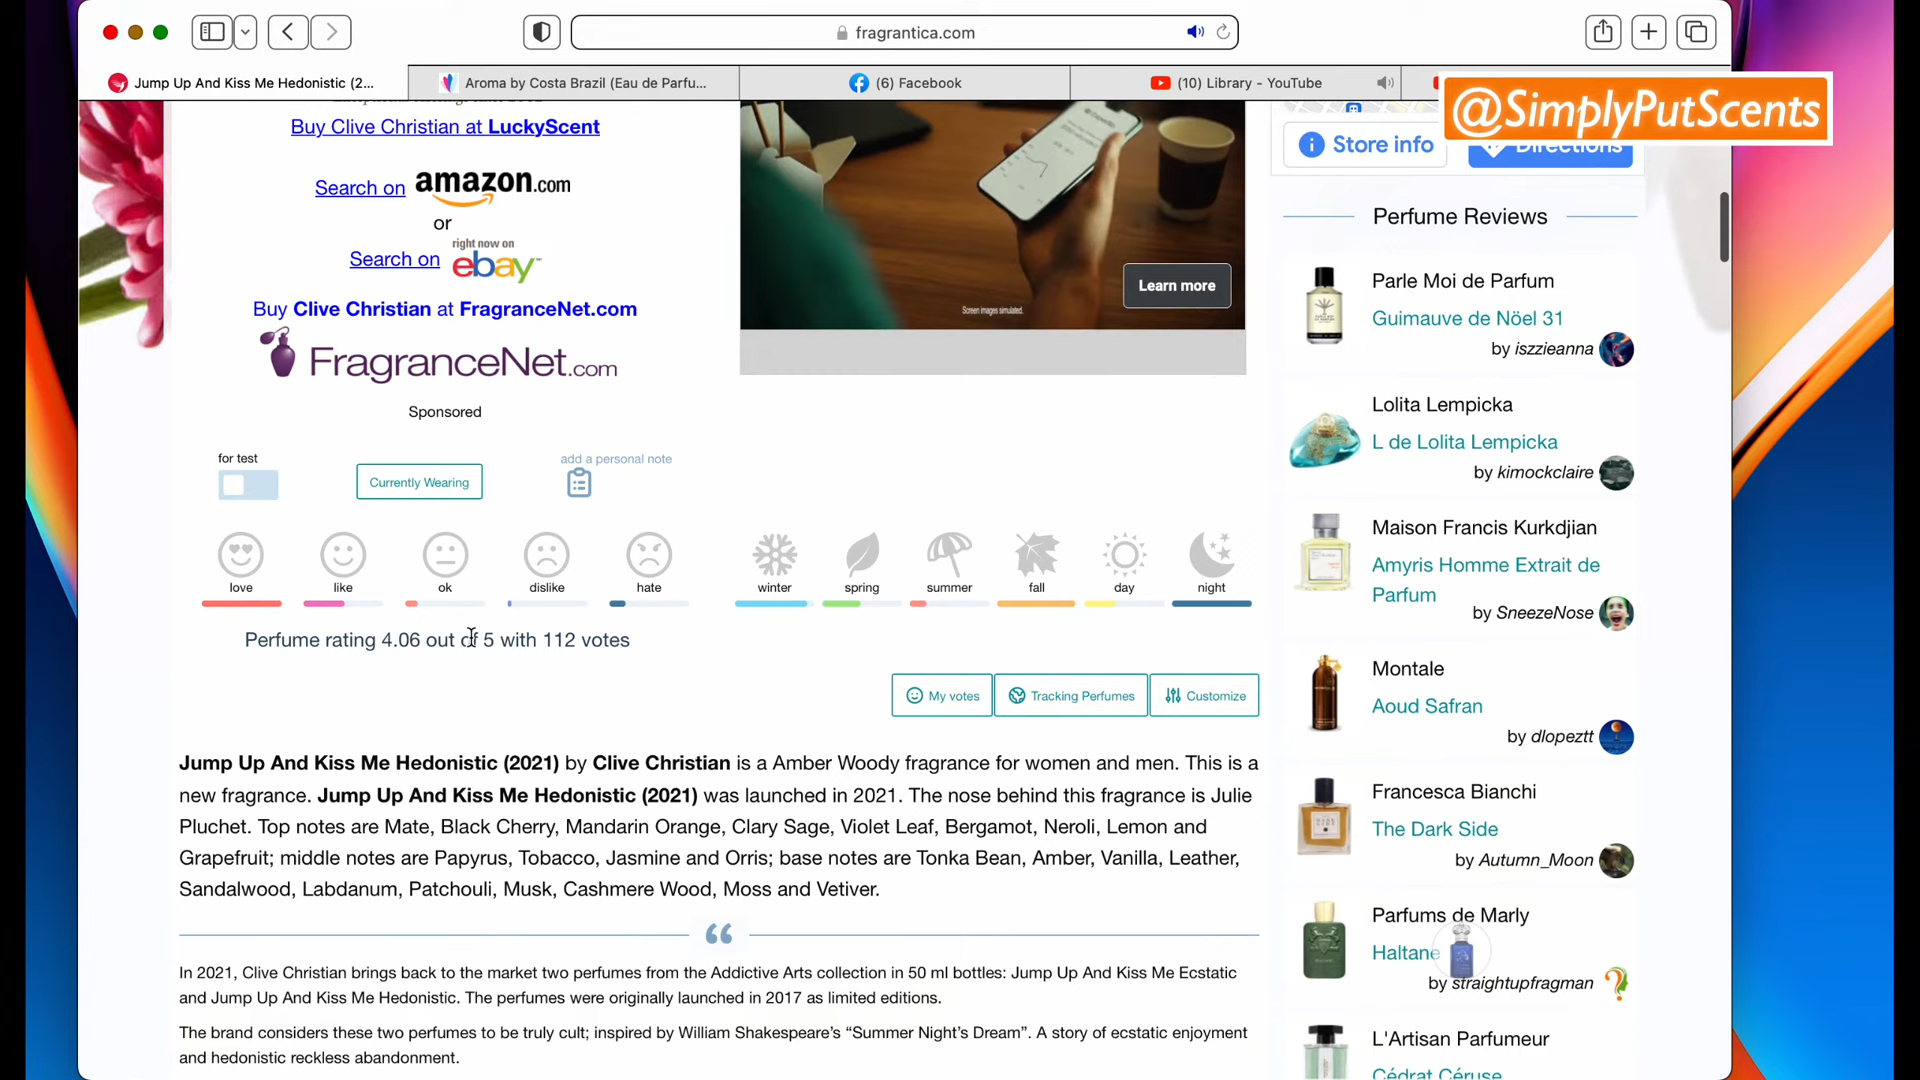 fragrantica.com
Jump Up And Kiss Me Hedonistic (2...
Aroma by Costa Brazil (Eau de Parfu...
(6) Facebook
(10) Library - YouTube
@SimplyPutScents
Buy Clive Christian at LuckyScent
Search on amazon.com
or
Search on right now on ebay
Buy Clive Christian at FragranceNet.com
FragranceNet.com
Sponsored
Learn more
Screen images simulated.
for test
Currently Wearing
add a personal note
love like ok dislike hate
winter spring summer fall day night
Perfume rating 4.06 out of 5 with 112 votes
My votes
Tracking Perfumes
Customize
Jump Up And Kiss Me Hedonistic (2021) by Clive Christian is a Amber Woody fragrance for women and men. This is a
new fragrance. Jump Up And Kiss Me Hedonistic (2021) was launched in 2021. The nose behind this fragrance is Julie
Pluchet. Top notes are Mate, Black Cherry, Mandarin Orange, Clary Sage, Violet Leaf, Bergamot, Neroli, Lemon and
Grapefruit; middle notes are Papyrus, Tobacco, Jasmine and Orris; base notes are Tonka Bean, Amber, Vanilla, Leather,
Sandalwood, Labdanum, Patchouli, Musk, Cashmere Wood, Moss and Vetiver.
In 2021, Clive Christian brings back to the market two perfumes from the Addictive Arts collection in 50 ml bottles: Jump Up And Kiss Me Ecstatic
and Jump Up And Kiss Me Hedonistic. The perfumes were originally launched in 2017 as limited editions.
The brand considers these two perfumes to be truly cult; inspired by William Shakespeare's “Summer Night's Dream”. A story of ecstatic enjoyment
and hedonistic reckless abandonment.
Store info
Directions
Perfume Reviews
Parle Moi de Parfum
Guimauve de Nöel 31
by iszzieanna
Lolita Lempicka
L de Lolita Lempicka
by kimockclaire
Maison Francis Kurkdjian
Amyris Homme Extrait de
Parfum
by SneezeNose
Montale
Aoud Safran
by dlopeztt
Francesca Bianchi
The Dark Side
by Autumn_Moon
Parfums de Marly
Haltane
by straightupfragman
L'Artisan Parfumeur
Cédrat Céruse